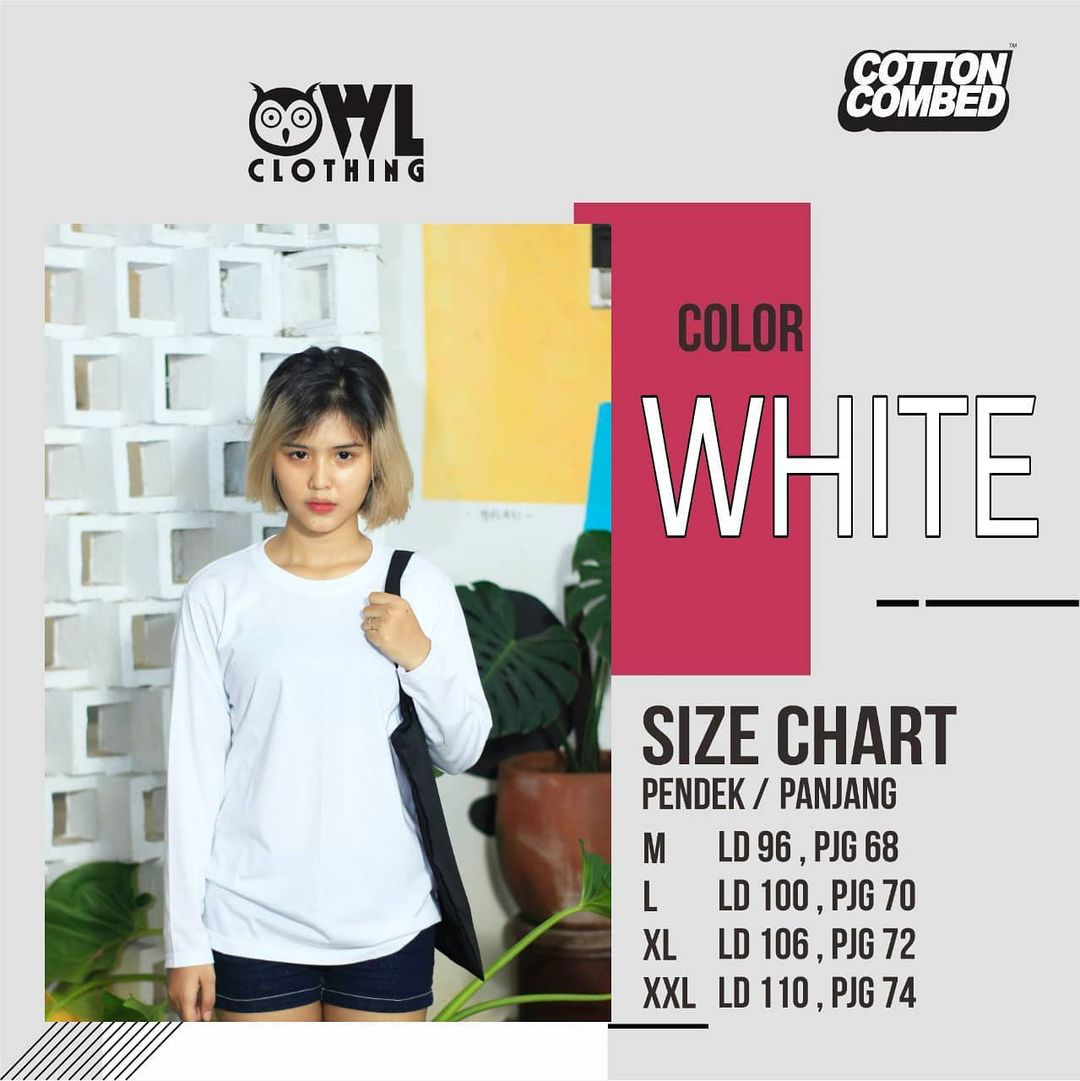 OWL
CLOTHING
COTTON
COMBED™
COLOR
WHITE
SIZE CHART
PENDEK / PANJANG
M LD 96 , PJG 68
L LD 100 , PJG 70
XL LD 106 , PJG 72
XXL LD 110 , PJG 74